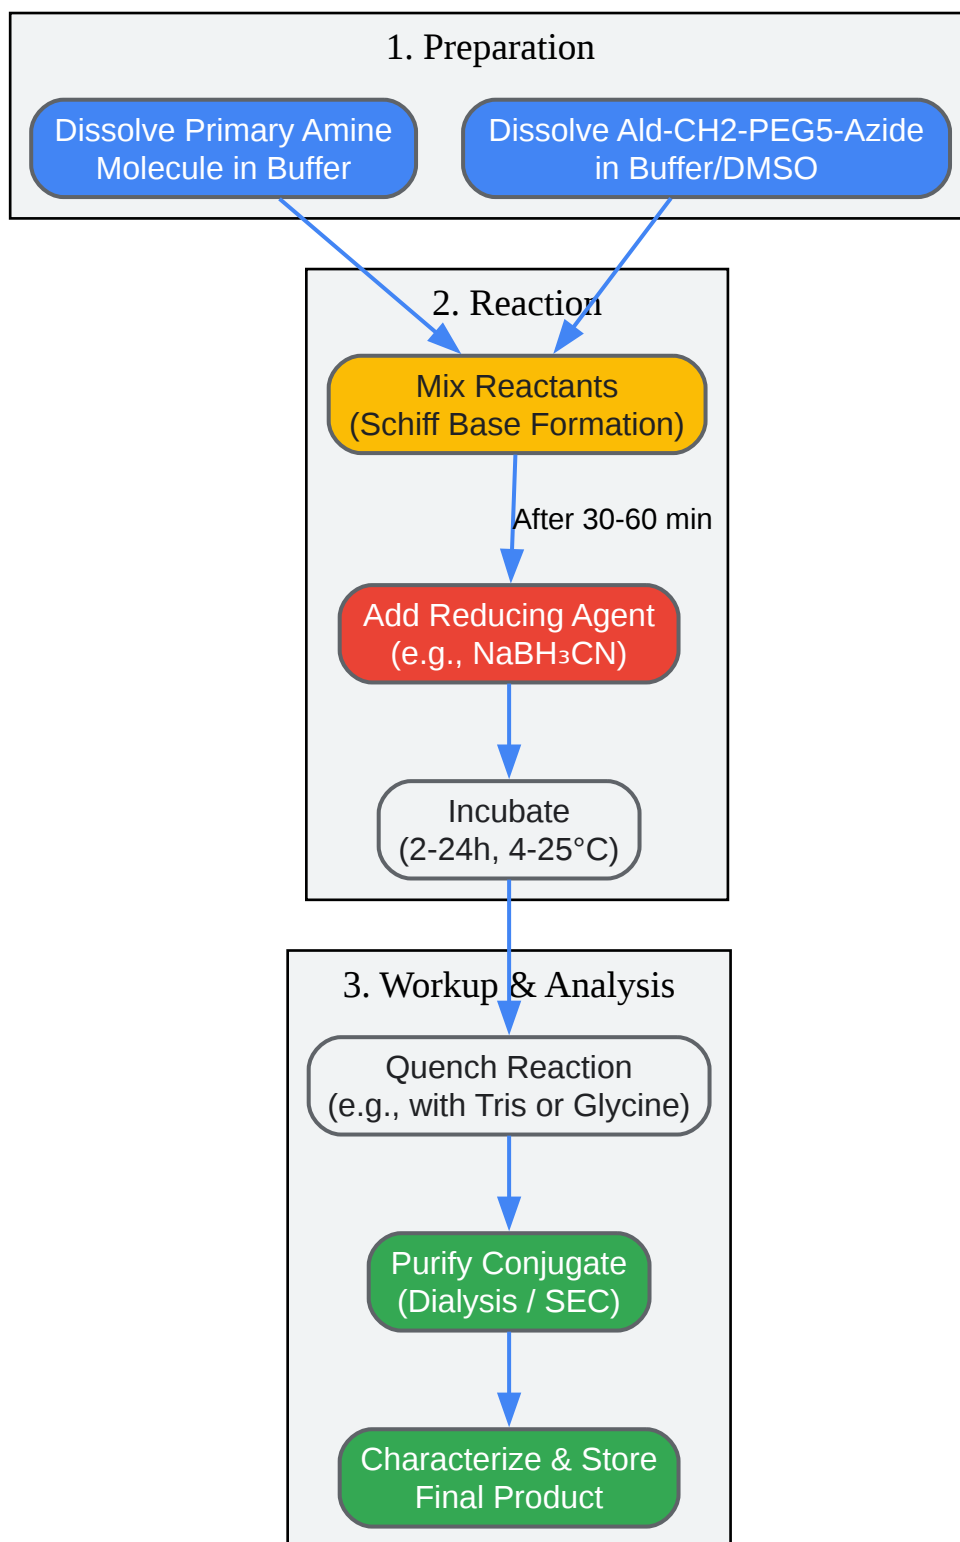 1. Preparation
Dissolve Primary Amine
Molecule in Buffer
Dissolve Ald-CH2-PEG5-Azide
in Buffer/DMSO
2. Reaction
Mix Reactants
(Schiff Base Formation)
After 30-60 min
Add Reducing Agent
(e.g., NaBH₃CN)
Incubate
(2-24h, 4-25°C)
3. Workup & Analysis
Quench Reaction
(e.g., with Tris or Glycine)
Purify Conjugate
(Dialysis / SEC)
Characterize & Store
Final Product